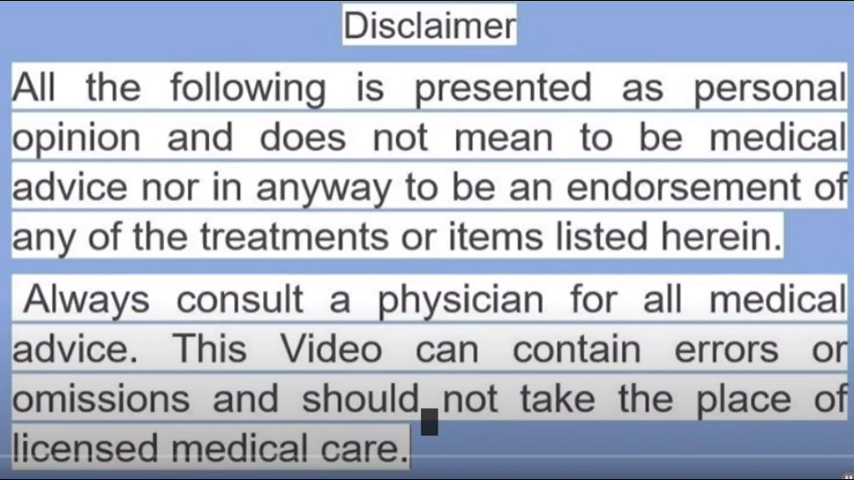 Disclaimer
All the following is presented as personal
opinion and does not mean to be medical
advice nor in anyway to be an endorsement of
any of the treatments or items listed herein.
Always consult a physician for all medical
advice. This Video can contain errors or
omissions and should not take the place of
licensed medical care.